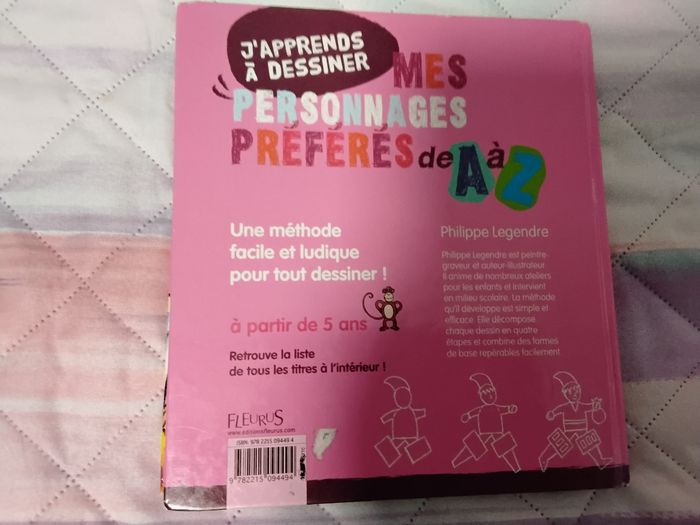 J'APPRENDS
À DESSINER
MES
PERSONNAGES
PRÉFÉRÉS de A à Z
Une méthode
facile et ludique
pour tout dessiner !
à partir de 5 ans
Retrouve la liste
de tous les titres à l'intérieur !
Philippe Legendre
Philippe Legendre est peintre-
graveur et auteur-illustrateur
Il anime de nombreux ateliers
pour les enfants et intervient
en milieu scolaire. La méthode
qu'il développe est simple et
efficace. Elle décompose
chaque dessin en quatre
étapes et combine des formes
de base repérables facilement
FLEURUS
www.editionsfleurus.com
ISBN: 978 2215 09449 4
9 782215 094494